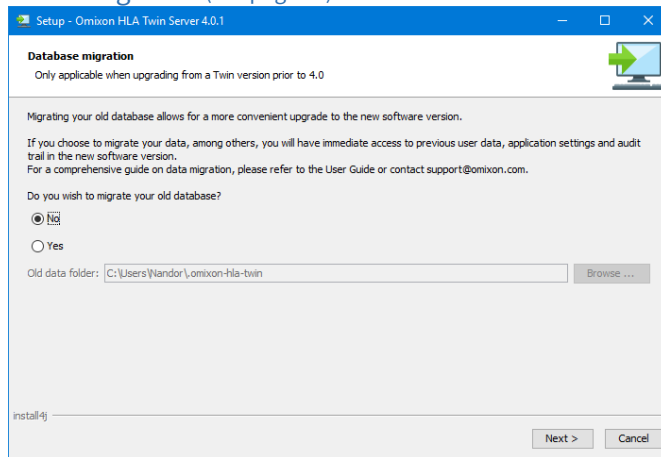 Setup - Omixon HLA Twin Server 4.0.1
Database migration
Only applicable when upgrading from a Twin version prior to 4.0
Migrating your old database allows for a more convenient upgrade to the new software version.
If you choose to migrate your data, among others, you will have immediate access to previous user data, application settings and audit
trail in the new software version.
For a comprehensive guide on data migration, please refer to the User Guide or contact support@omixon.com.
Do you wish to migrate your old database?
No
Yes
Old data folder: C:\Users\Nandor\.omixon-hla-twin Browse ...
install4j
Next > Cancel